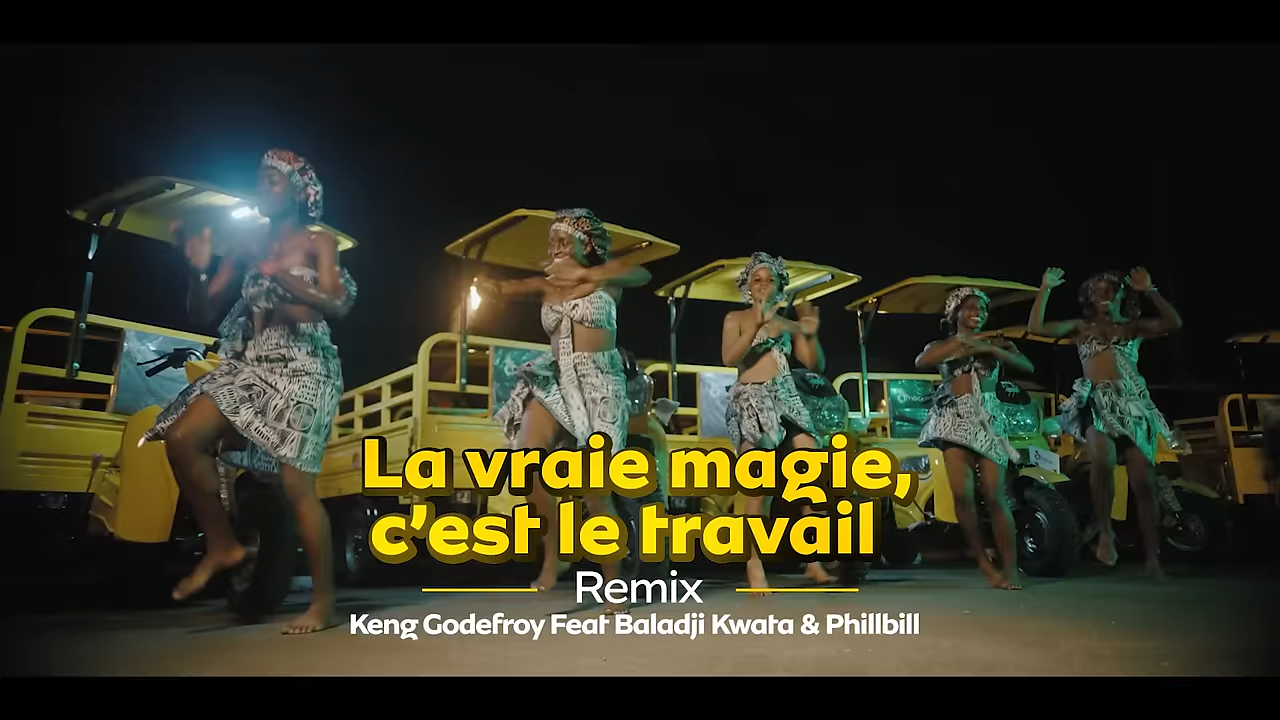 La vraie magie,
c'est le travail
Remix
Keng Godefroy Feat Baladji Kwata & Phillbill